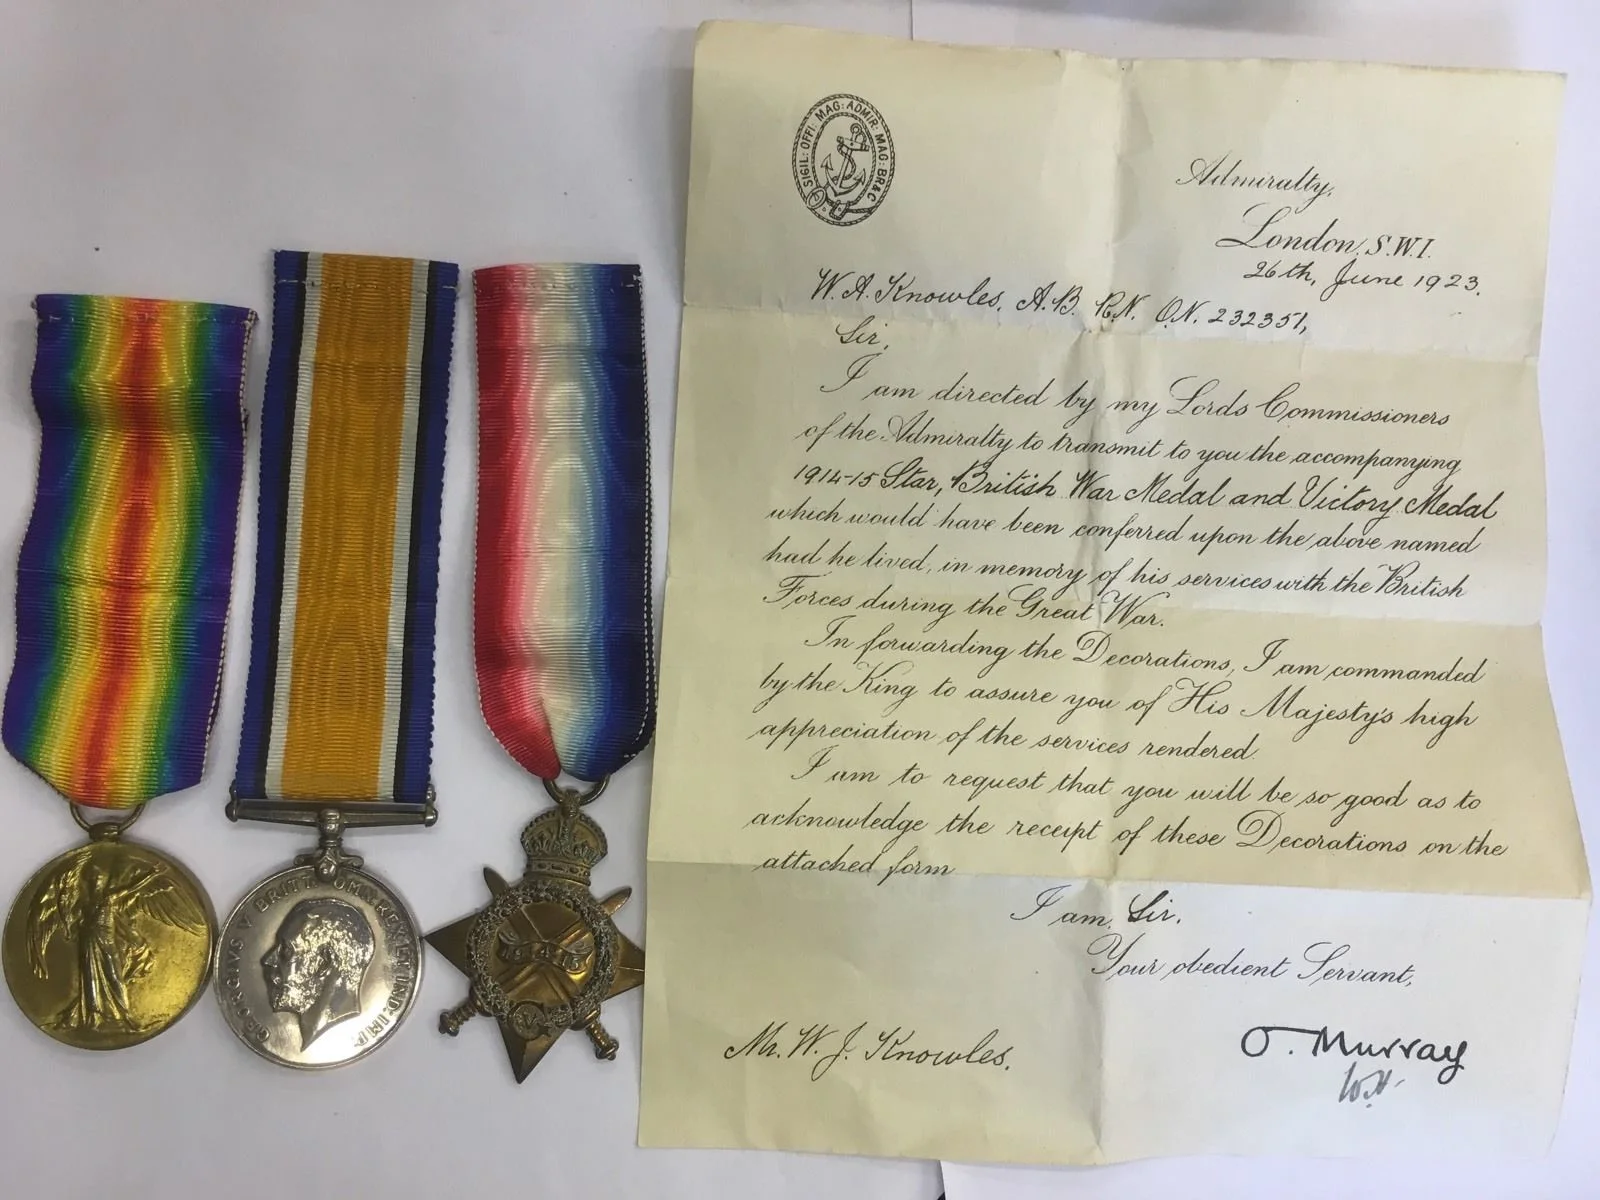 SIGIL: OFFI: MAG: ADMIR: MAG: BR&C
Admiralty,
London, S.W.1.
26th, June 1923.
W. A. Knowles, A.B. R.N. O.N. 232351,
Sir,
I am directed by my Lords Commissioners
of the Admiralty to transmit to you the accompanying
1914-15 Star, British War Medal and Victory Medal
which would have been conferred upon the above named
had he lived, in memory of his services with the British
Forces during the Great War.
In forwarding the Decorations, I am commanded
by the King to assure you of His Majesty's high
appreciation of the services rendered.
I am to request that you will be so good as to
acknowledge the receipt of these Decorations on the
attached form
I am, Sir,
Your obedient Servant,
O. Murray
Mr. W. J. Knowles.
GEORGIVS V BRITT: OMN: REX ET IND: IMP: